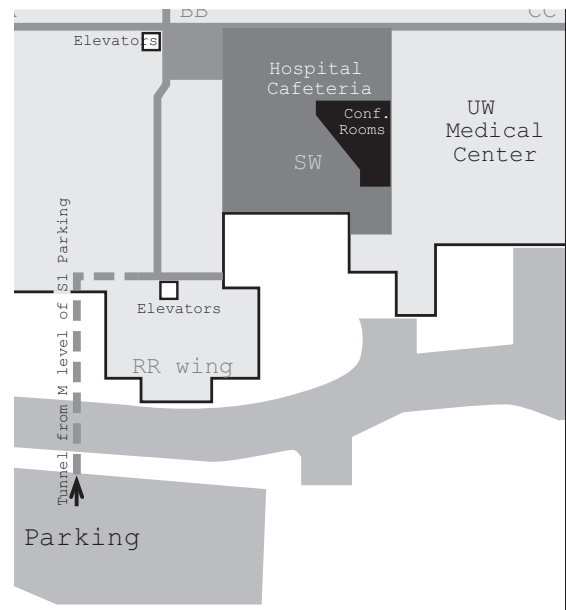 BB
CC
Elevators
Hospital
Cafeteria
Conf.
Rooms
SW
UW
Medical
Center
Tunnel from M level of S1 Parking
Elevators
RR wing
Parking